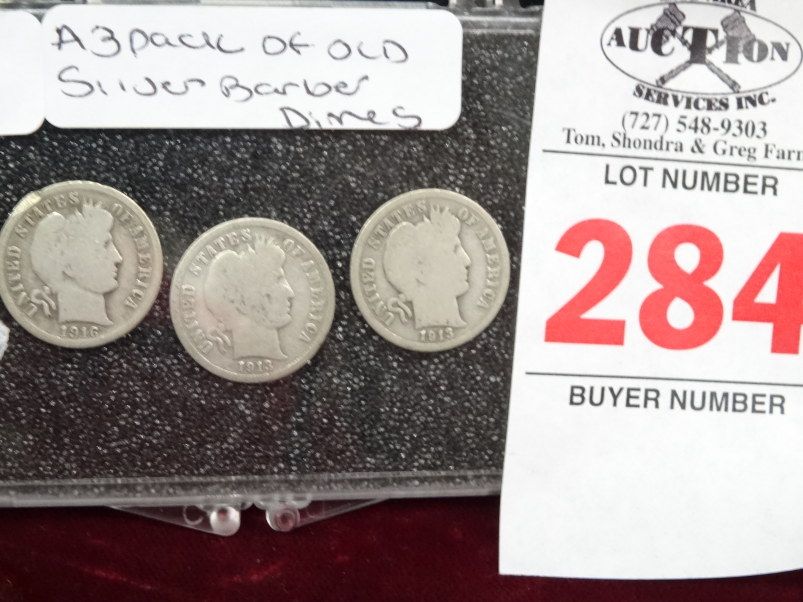 A 3 pack OF OLD
Silver Barber
Dimes
AUCTION
SERVICES INC.
(727) 548-9303
Tom, Shondra & Greg Farm
LOT NUMBER
284
BUYER NUMBER
UNITED STATES OF AMERICA
1916
UNITED STATES OF AMERICA
1913
UNITED STATES OF AMERICA
1913